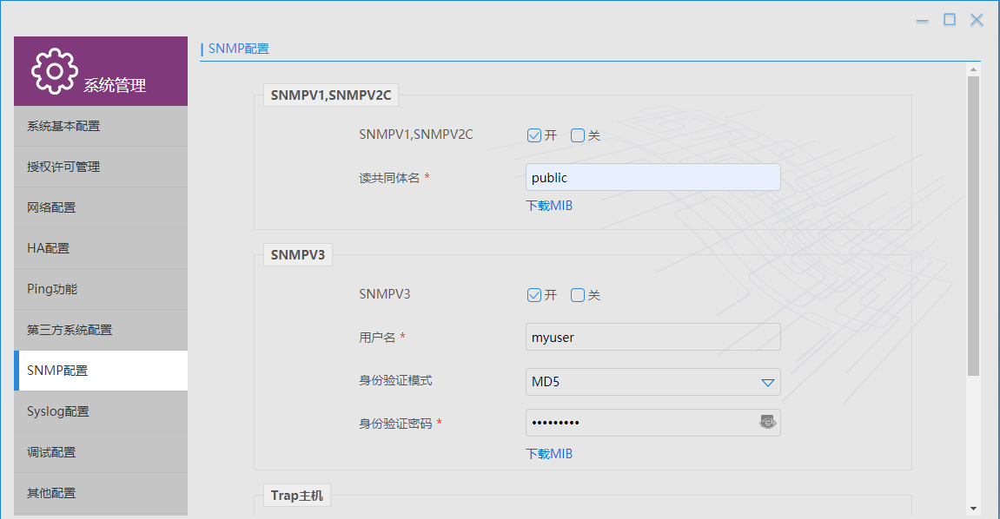 系统管理
系统基本配置
授权许可管理
网络配置
HA配置
Ping功能
第三方系统配置
SNMP配置
Syslog配置
调试配置
其他配置
SNMP配置
SNMPV1,SNMPV2C
SNMPV1,SNMPV2C 开 关
读共同体名 * public
下载MIB
SNMPV3
SNMPV3 开 关
用户名 * myuser
身份验证模式 MD5
身份验证密码 * •••••••••
下载MIB
Trap主机